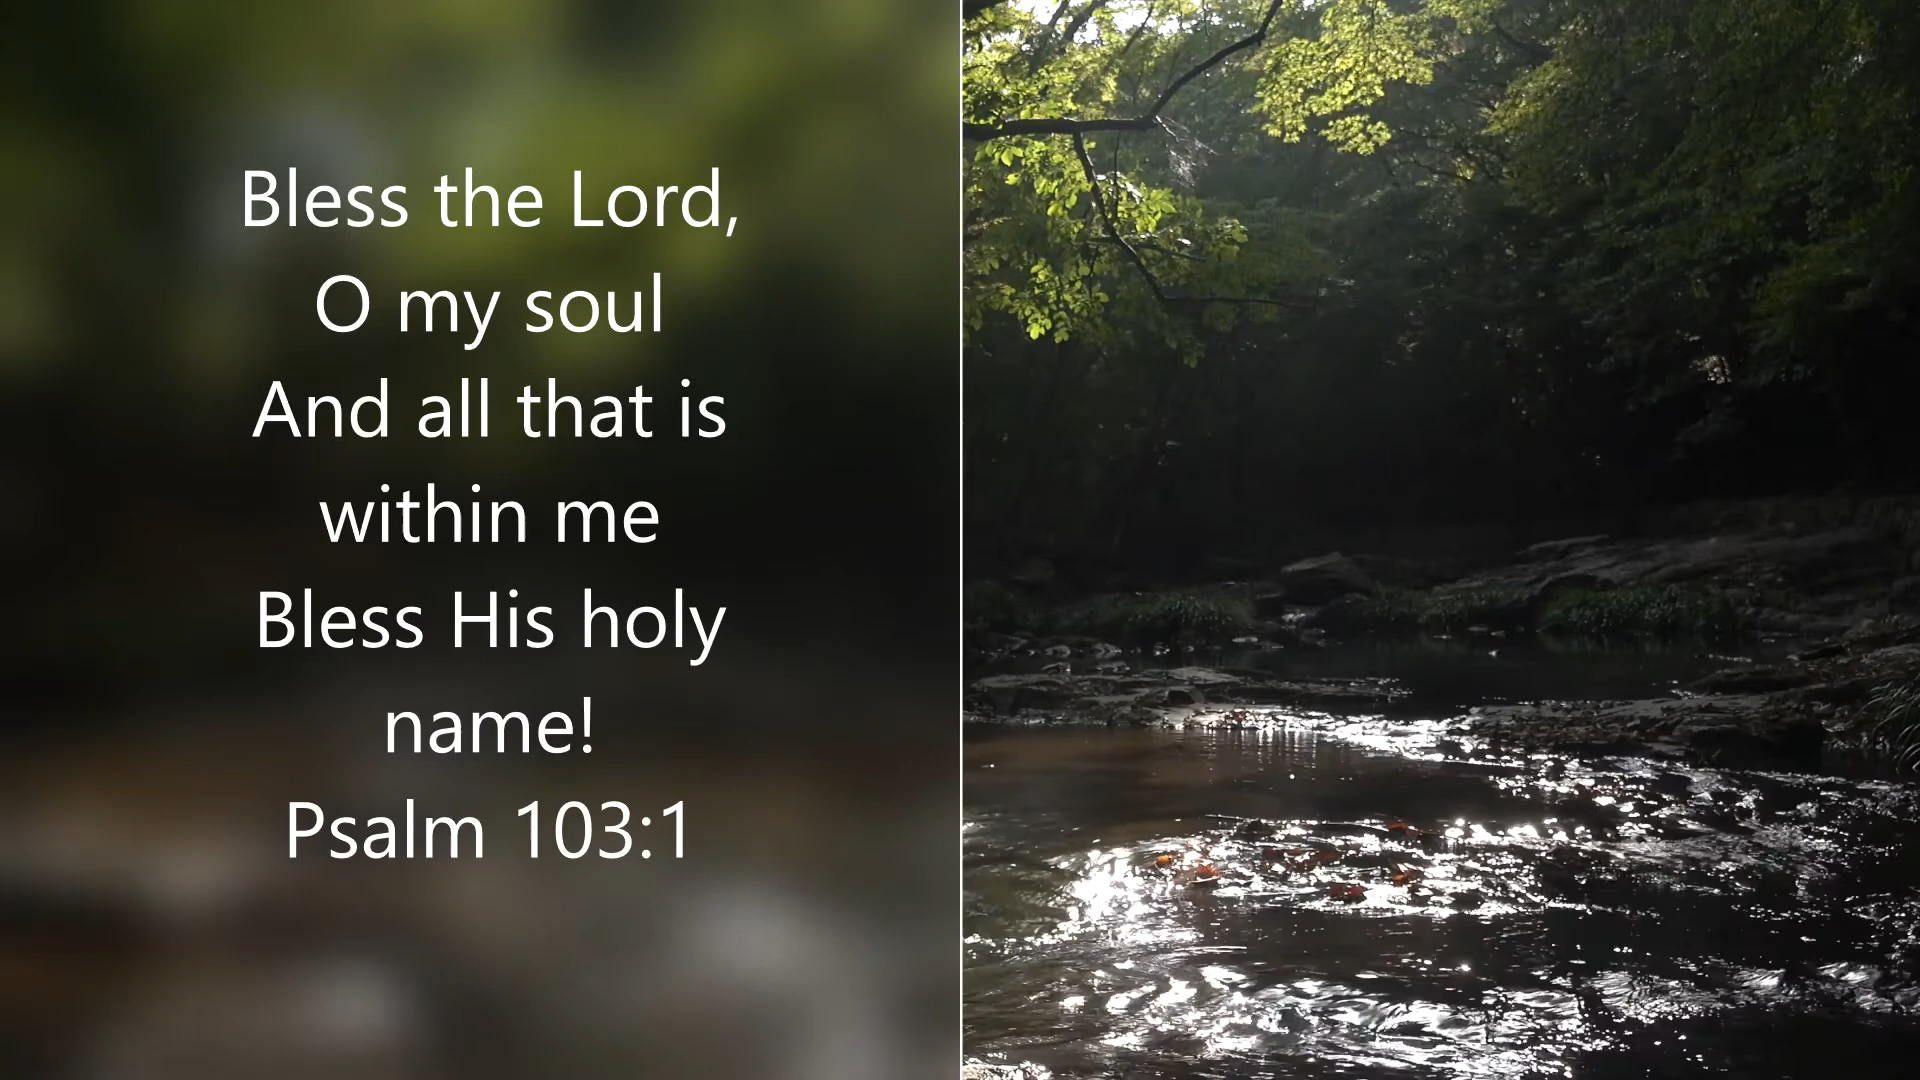 Bless the Lord,
O my soul
And all that is
within me
Bless His holy
name!
Psalm 103:1